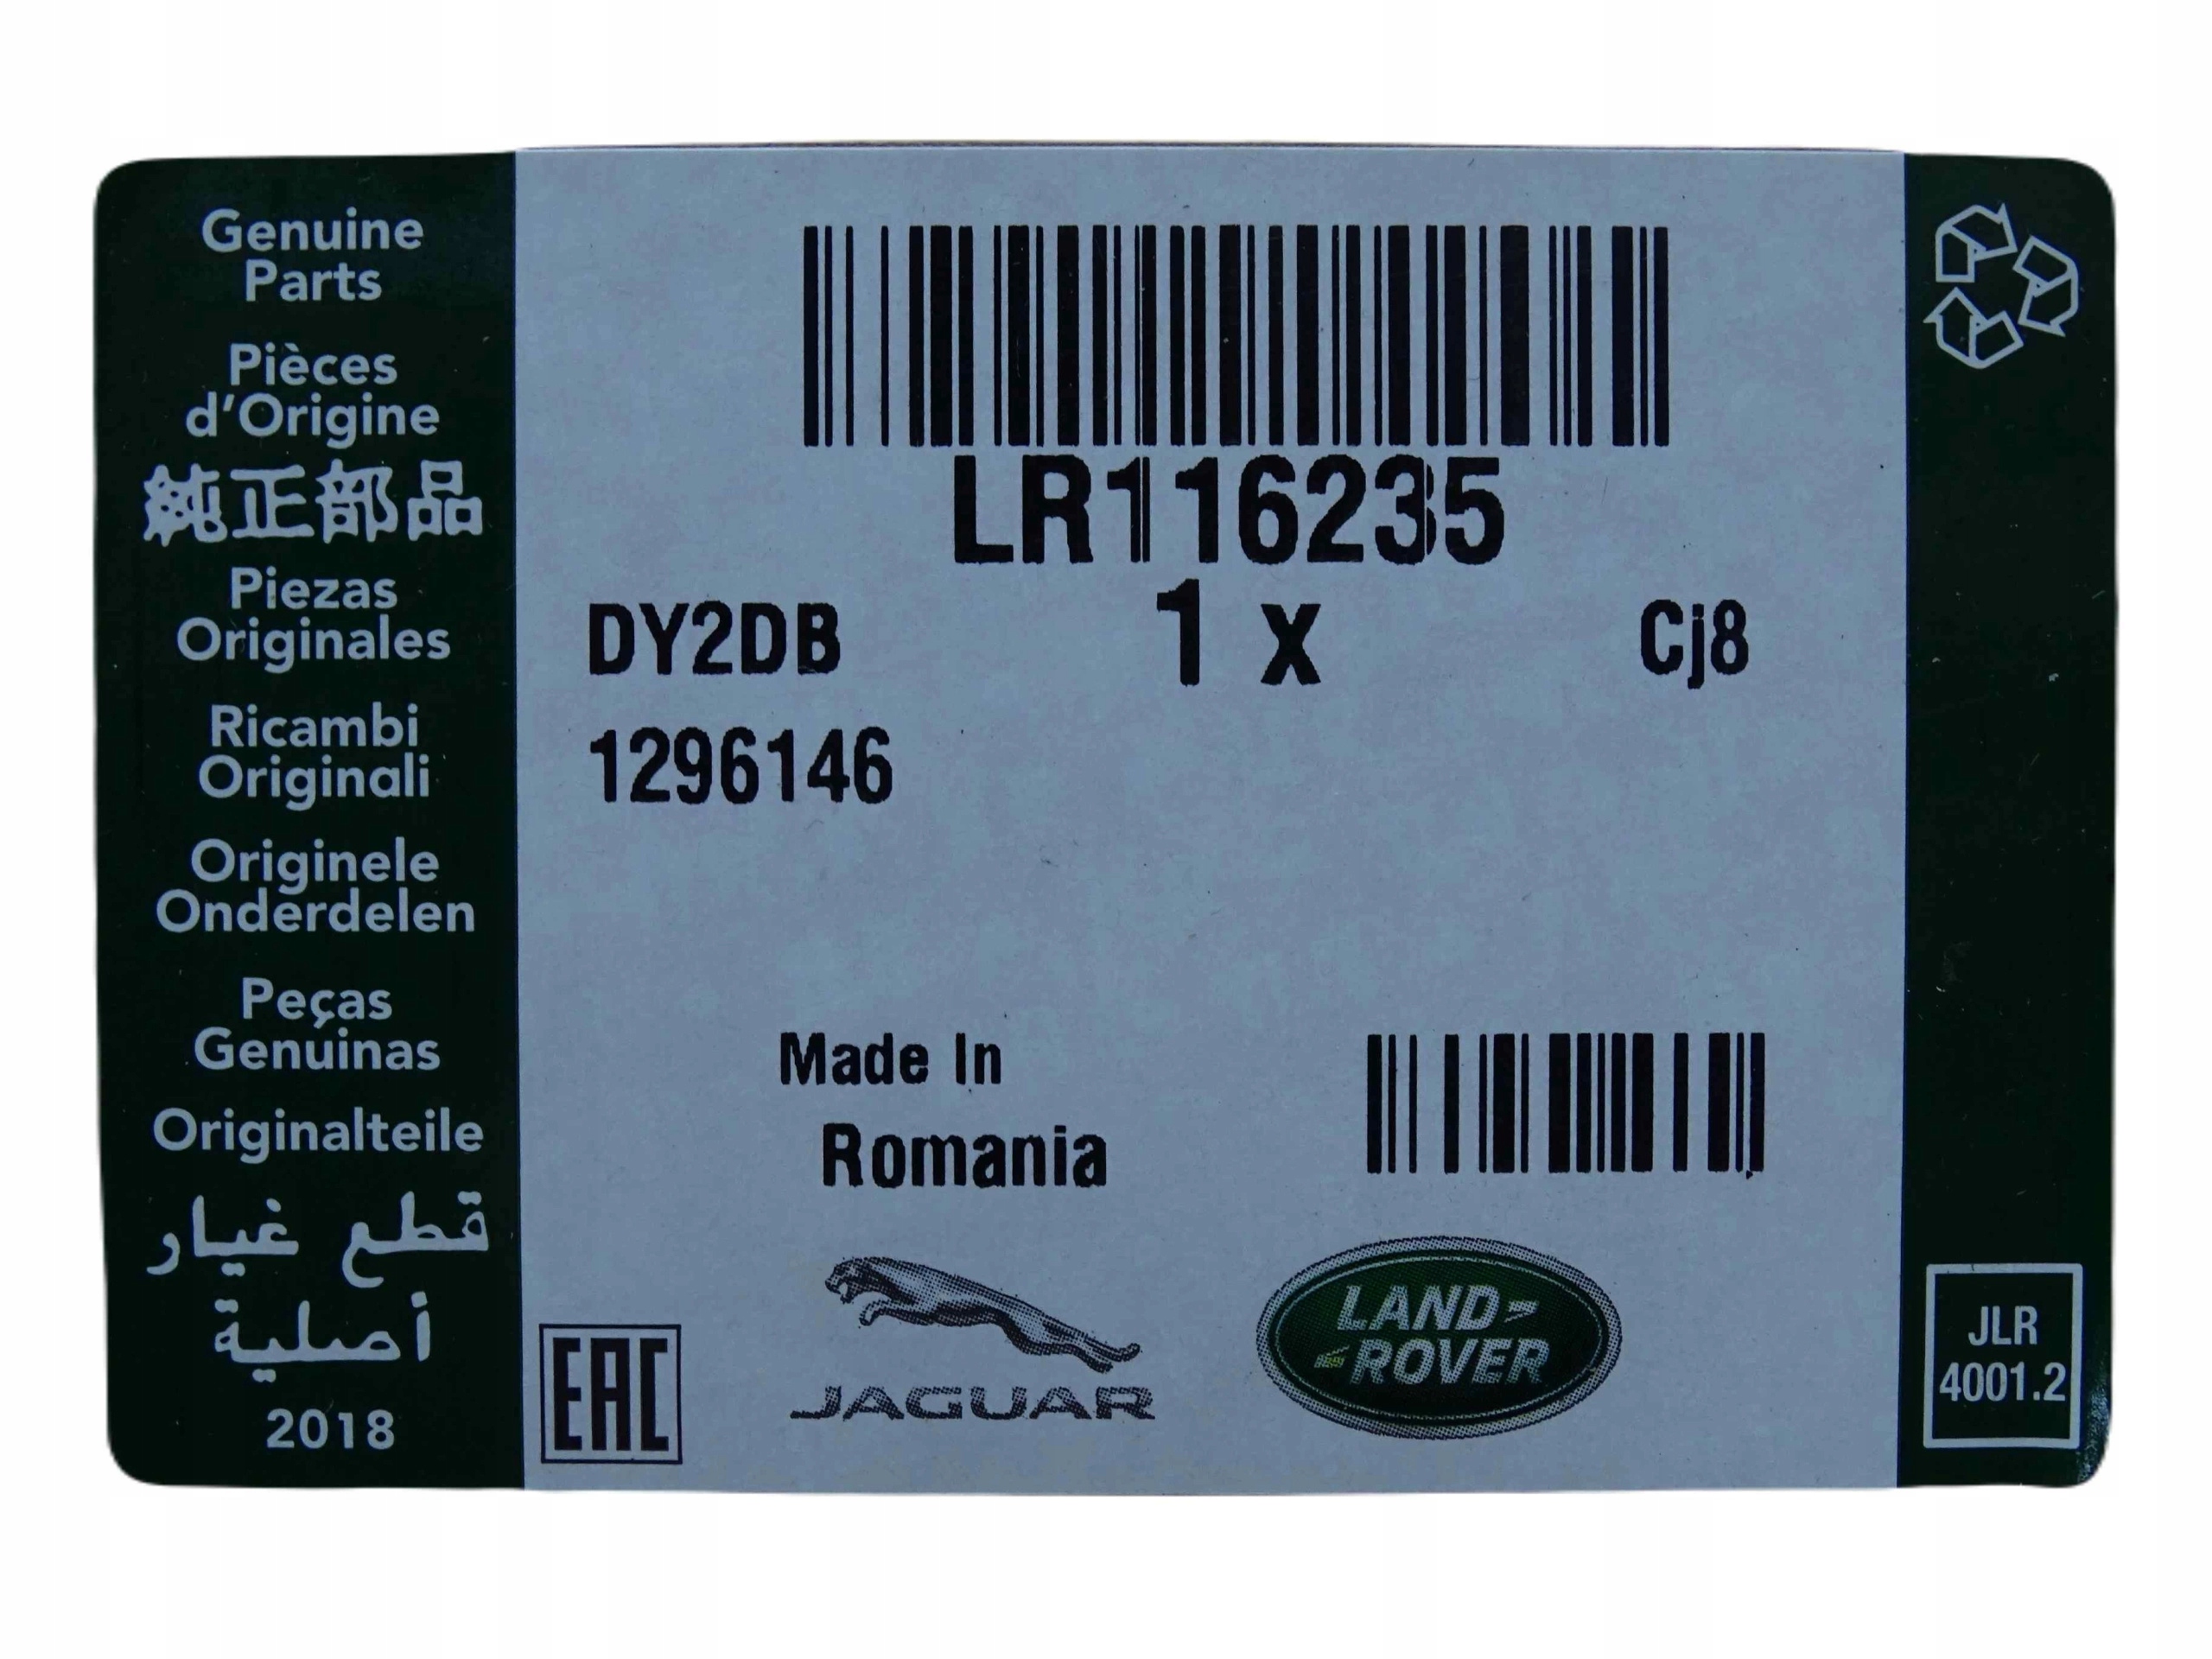 Genuine
Parts
Pièces
d'Origine
純正部品
Piezas
Originales
Ricambi
Originali
Originele
Onderdelen
Peças
Genuinas
Originalteile
قطع غيار
أصلية
2018
LR116235
DY2DB 1 x Cj8
1296146
Made In
Romania
EAC
JAGUAR
LAND-
-ROVER
JLR
4001.2